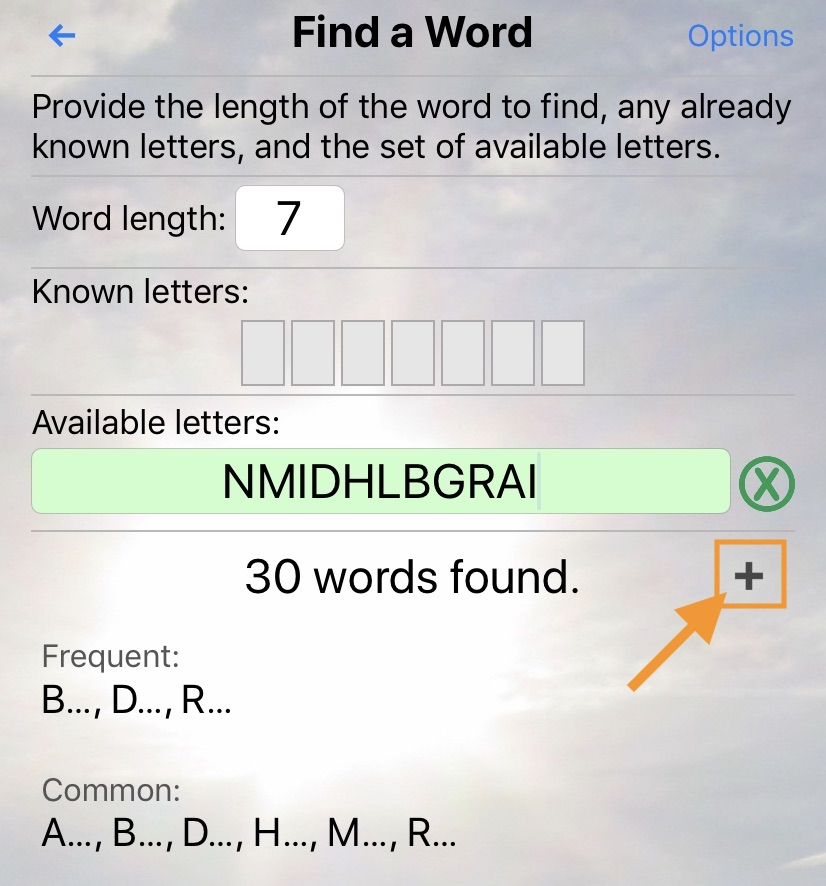 ← Find a Word Options
Provide the length of the word to find, any already
known letters, and the set of available letters.
Word length: 7
Known letters:
Available letters:
NMIDHLBGRAI X
30 words found. +
Frequent:
B..., D..., R...
Common:
A..., B..., D..., H..., M..., R...